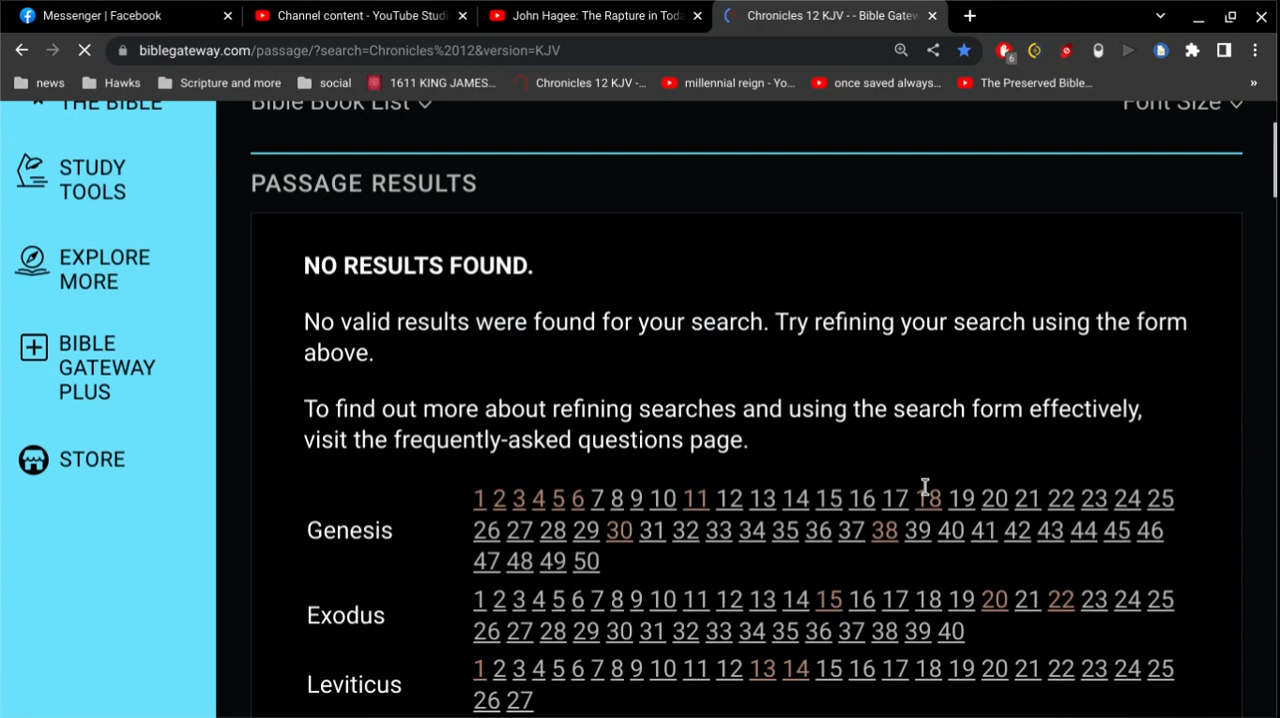 Messenger | Facebook
Channel content - YouTube Studi
John Hagee: The Rapture in Toda
Chronicles 12 KJV - - Bible Gatew
biblegateway.com/passage/?search=Chronicles%2012&version=KJV
6
news
Hawks
Scripture and more
social
1611 KING JAMES...
Chronicles 12 KJV -...
millennial reign - Yo...
once saved always...
The Preserved Bible...
»
THE BIBLE
STUDY
TOOLS
EXPLORE
MORE
BIBLE
GATEWAY
PLUS
STORE
Bible Book List
Font Size
PASSAGE RESULTS
NO RESULTS FOUND.
No valid results were found for your search. Try refining your search using the form
above.
To find out more about refining searches and using the search form effectively,
visit the frequently-asked questions page.
Genesis
1 2 3 4 5 6 7 8 9 10 11 12 13 14 15 16 17 18 19 20 21 22 23 24 25
26 27 28 29 30 31 32 33 34 35 36 37 38 39 40 41 42 43 44 45 46
47 48 49 50
Exodus
1 2 3 4 5 6 7 8 9 10 11 12 13 14 15 16 17 18 19 20 21 22 23 24 25
26 27 28 29 30 31 32 33 34 35 36 37 38 39 40
Leviticus
1 2 3 4 5 6 7 8 9 10 11 12 13 14 15 16 17 18 19 20 21 22 23 24 25
26 27